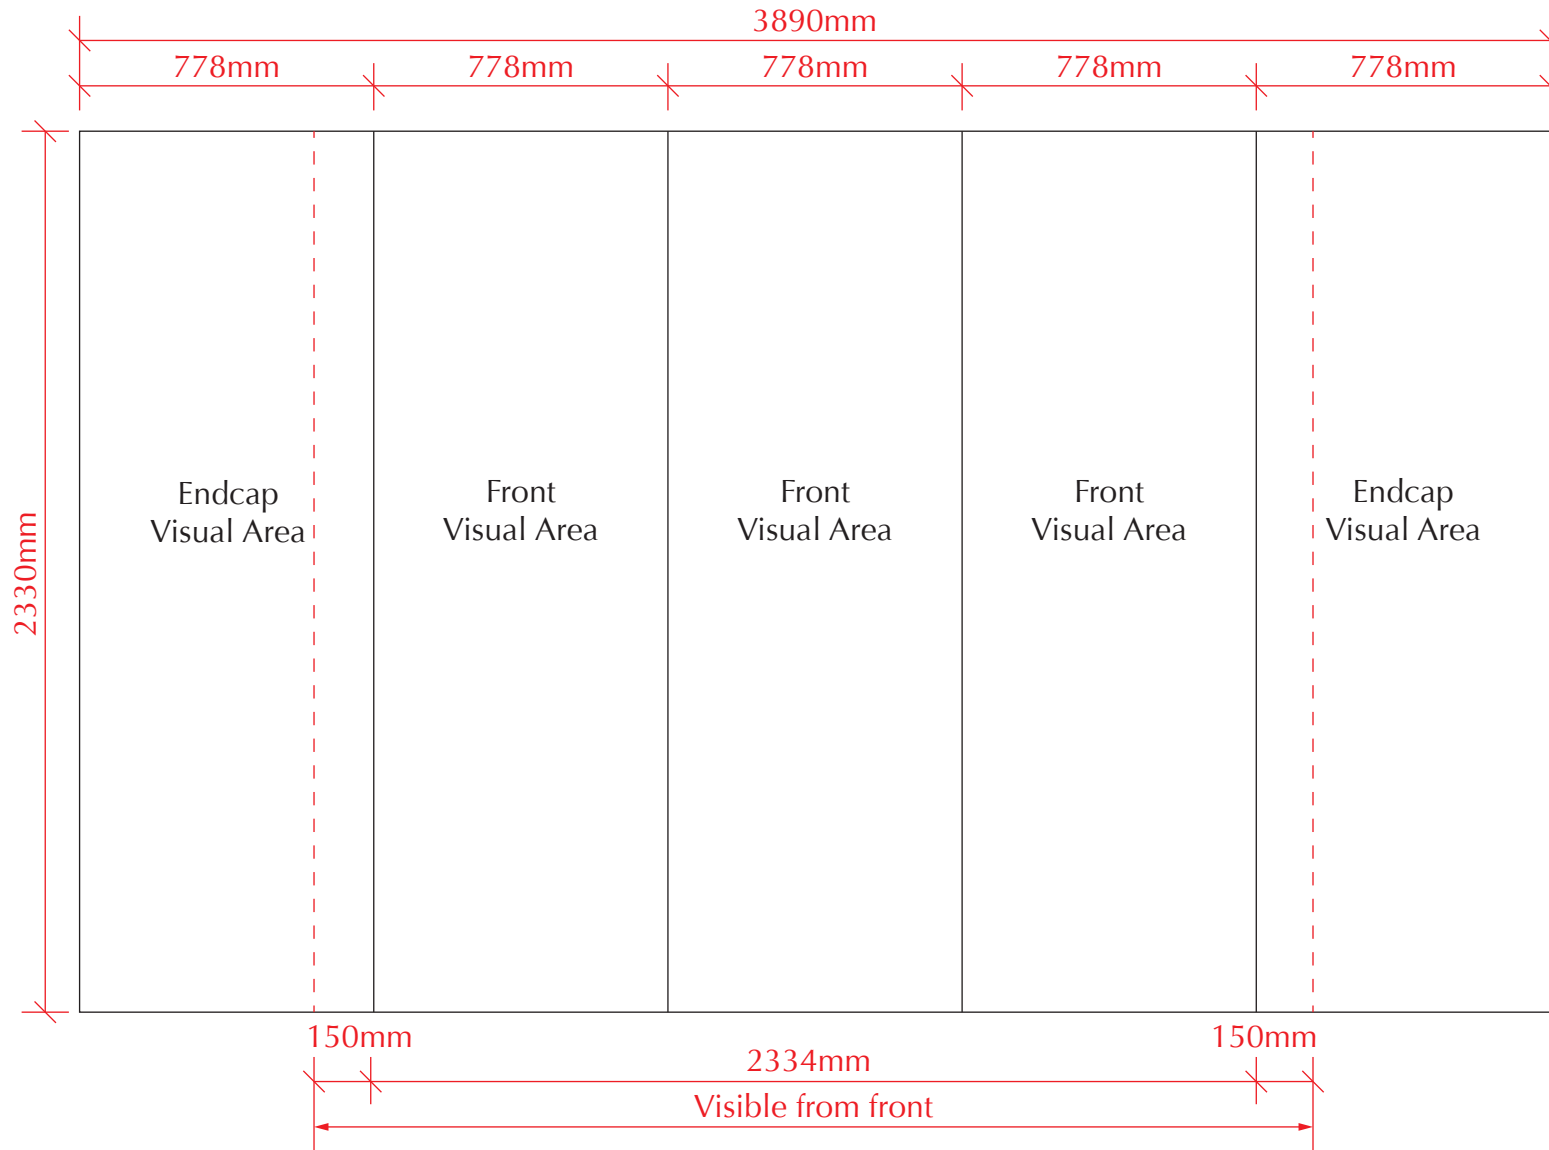 3890mm
778mm
778mm
778mm
778mm
778mm
2330mm
Endcap
Visual Area
Front
Visual Area
Front
Visual Area
Front
Visual Area
Endcap
Visual Area
150mm
150mm
2334mm
Visible from front